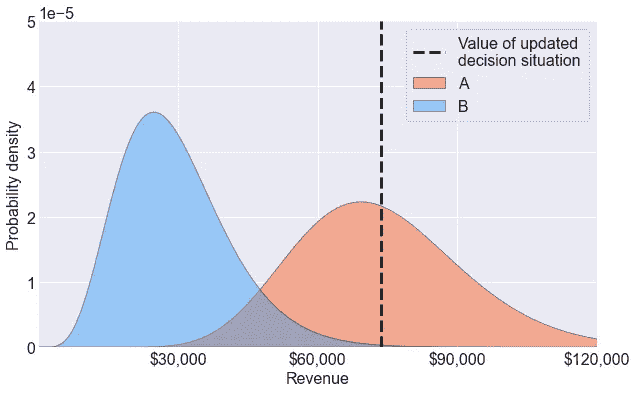 1e−5
5
4
3
2
1
0
Probability density
Value of updated
decision situation
A
B
$30,000
$60,000
$90,000
$120,000
Revenue